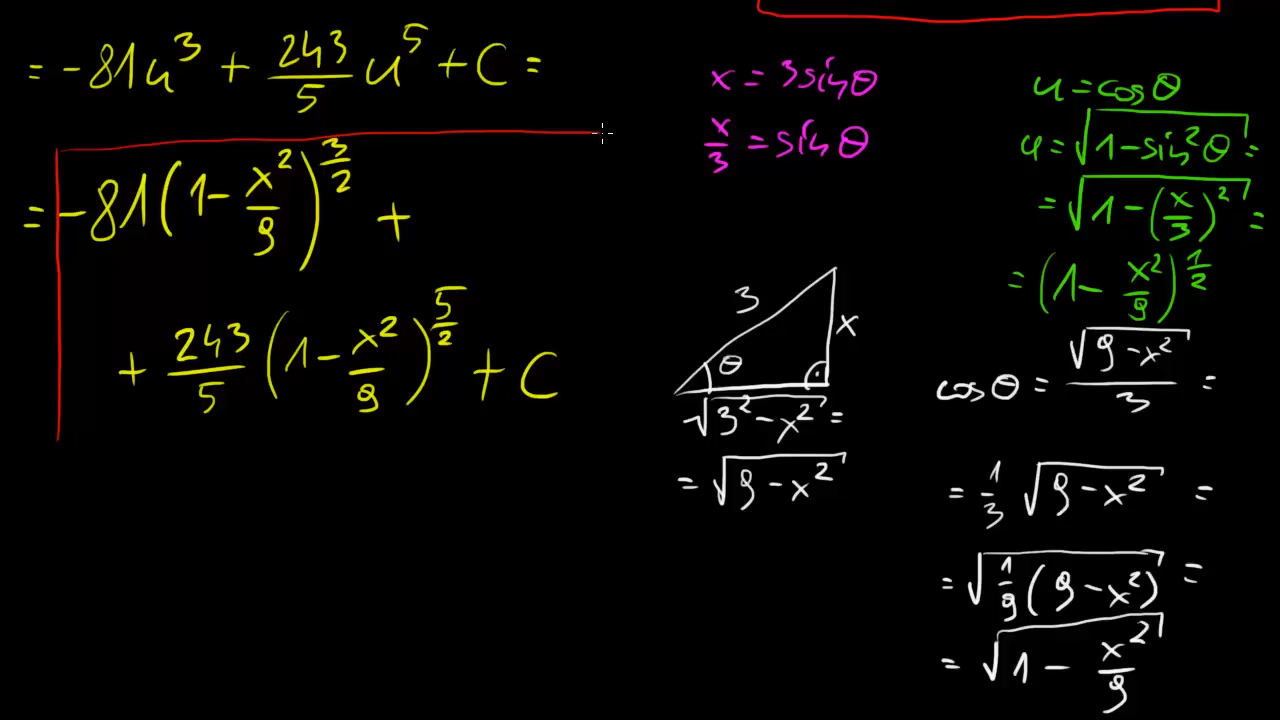 = -81u³ + 243/5 u⁵ + C =
= -81(1 - x²/9)^(3/2) +
+ 243/5 (1 - x²/9)^(5/2) + C
x = 3sinθ
x/3 = sinθ
3
x
θ
√(3² - x²) =
= √(9 - x²)
u = cosθ
u = √(1 - sin²θ) =
= √(1 - (x/3)²) =
= (1 - x²/9)^(1/2)
cosθ = √(9 - x²)/3 =
= 1/3 √(9 - x²) =
= √(1/9 (9 - x²)) =
= √(1 - x²/9)